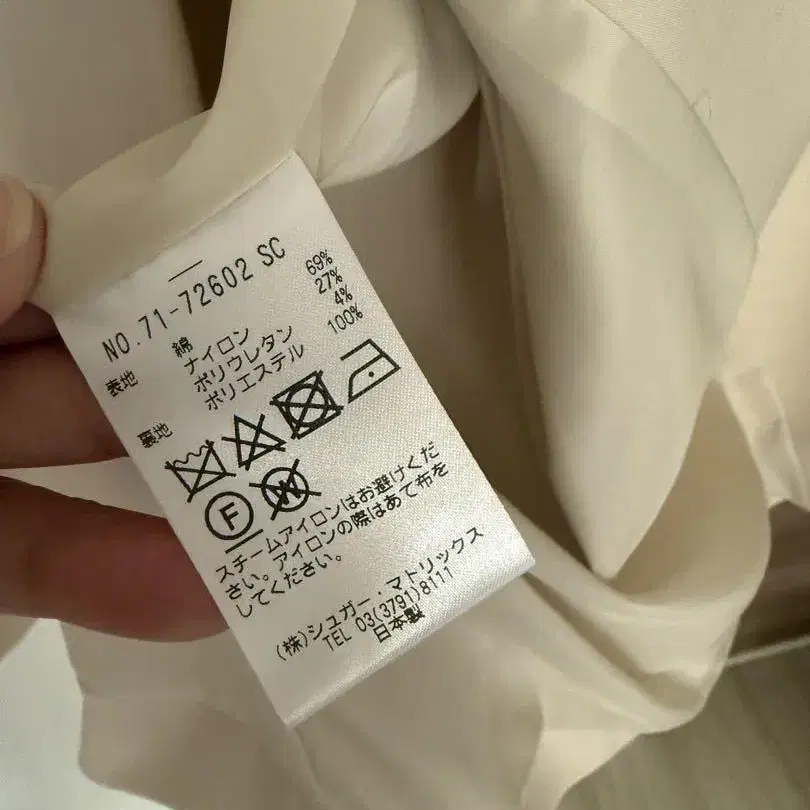 NO.71-72602 SC
表地 綿 69%
ナイロン 27%
ポリウレタン 4%
裏地 ポリエステル 100%
F W
スチームアイロンはお避けくだ
さい。アイロンの際はあて布を
してください。
(株)シュガー・マトリックス
TEL 03(3791)8111
日本製